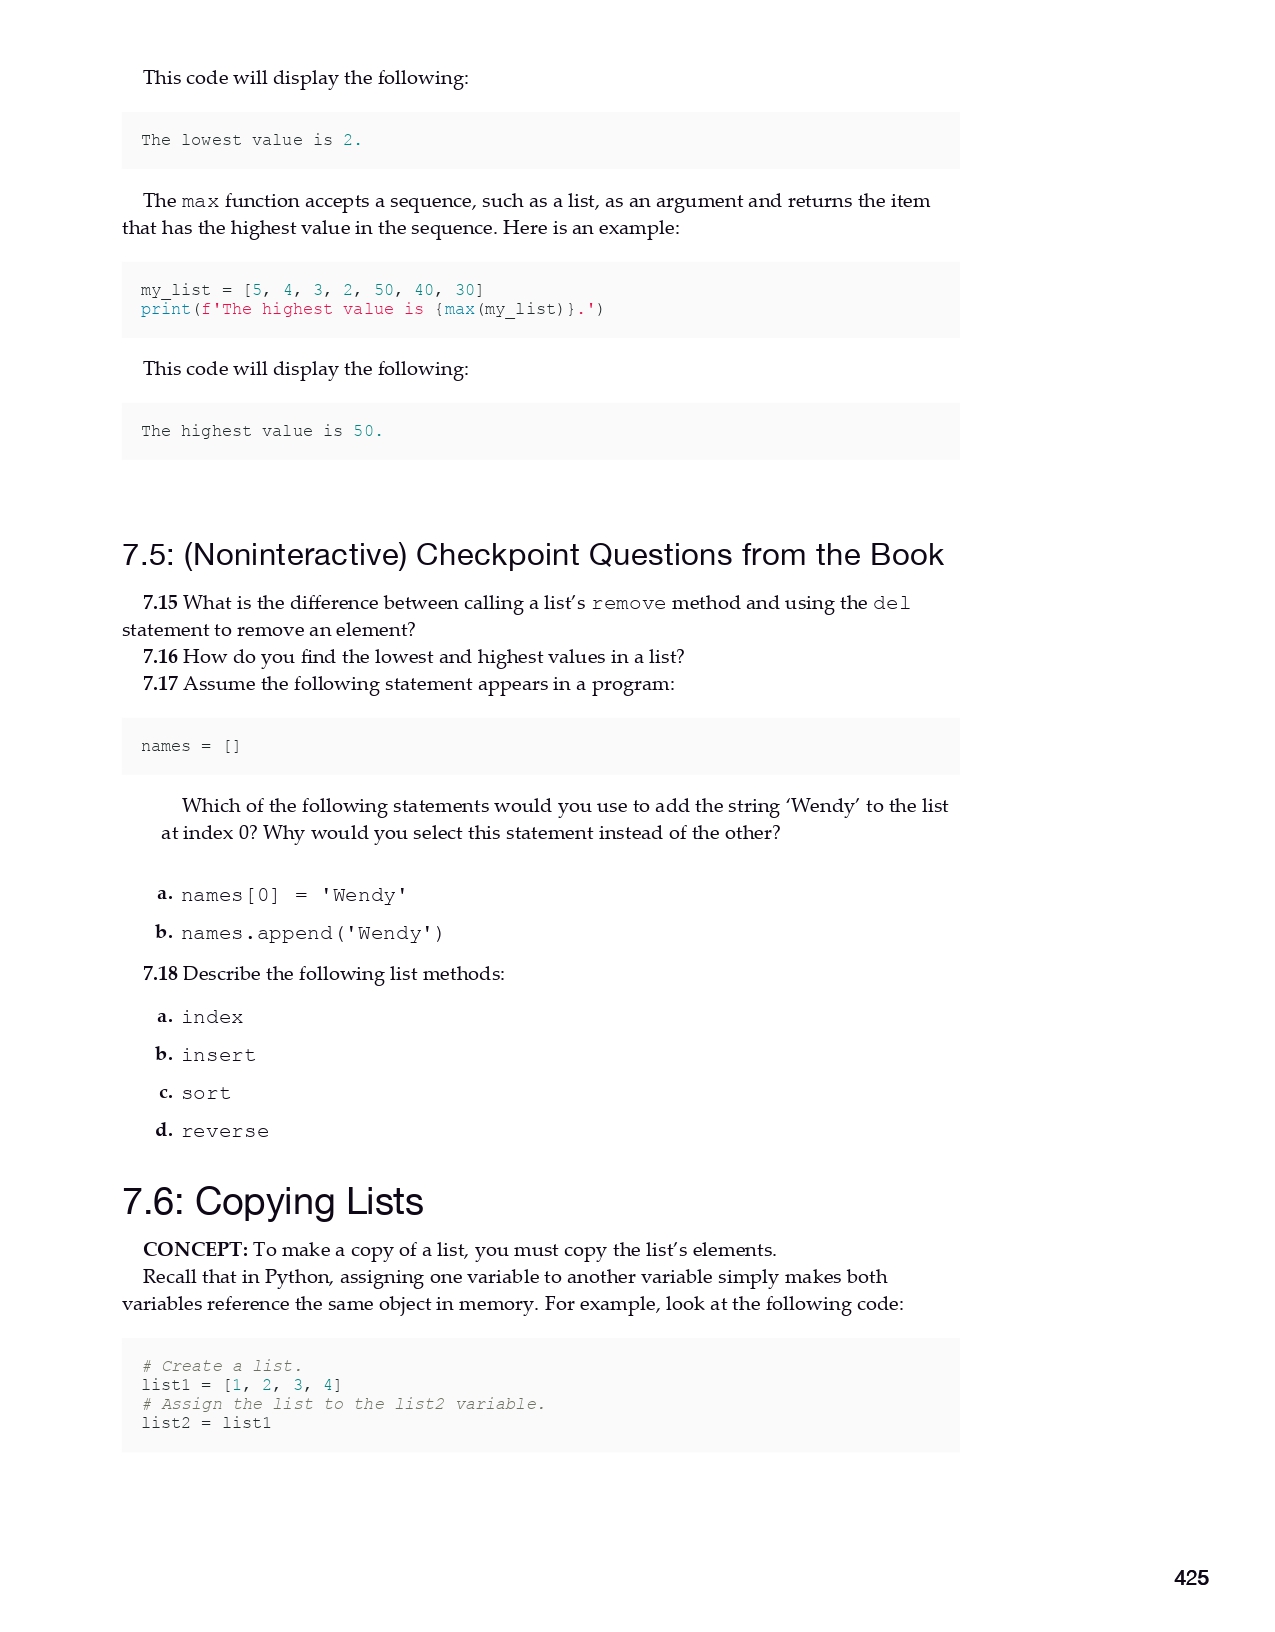 This code will display the following:
The lowest value is 2.
The max function accepts a sequence, such as a list, as an argument and returns the item
that has the highest value in the sequence. Here is an example:
my_list = [5, 4, 3, 2, 50, 40, 30]
print(f'The highest value is {max(my_list)}.')
This code will display the following:
The highest value is 50.
7.5: (Noninteractive) Checkpoint Questions from the Book
7.15 What is the difference between calling a list’s remove method and using the del
statement to remove an element?
7.16 How do you find the lowest and highest values in a list?
7.17 Assume the following statement appears in a program:
names = []
Which of the following statements would you use to add the string ‘Wendy’ to the list
at index 0? Why would you select this statement instead of the other?
a. names[0] = 'Wendy'
b. names.append('Wendy')
7.18 Describe the following list methods:
a. index
b. insert
c. sort
d. reverse
7.6: Copying Lists
CONCEPT: To make a copy of a list, you must copy the list’s elements.
Recall that in Python, assigning one variable to another variable simply makes both
variables reference the same object in memory. For example, look at the following code:
# Create a list.
list1 = [1, 2, 3, 4]
# Assign the list to the list2 variable.
list2 = list1
425